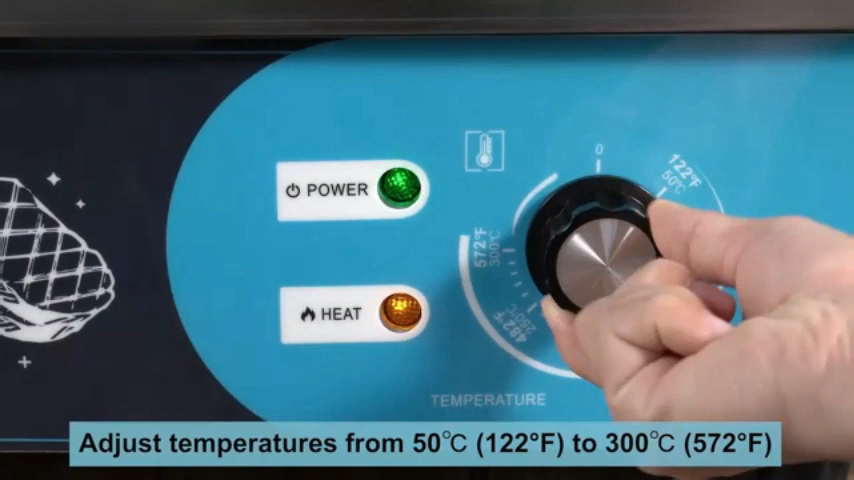 0
122°F
50℃
POWER
572°F
300℃
HEAT
482°F
250℃
TEMPERATURE
Adjust temperatures from 50℃ (122°F) to 300℃ (572°F)